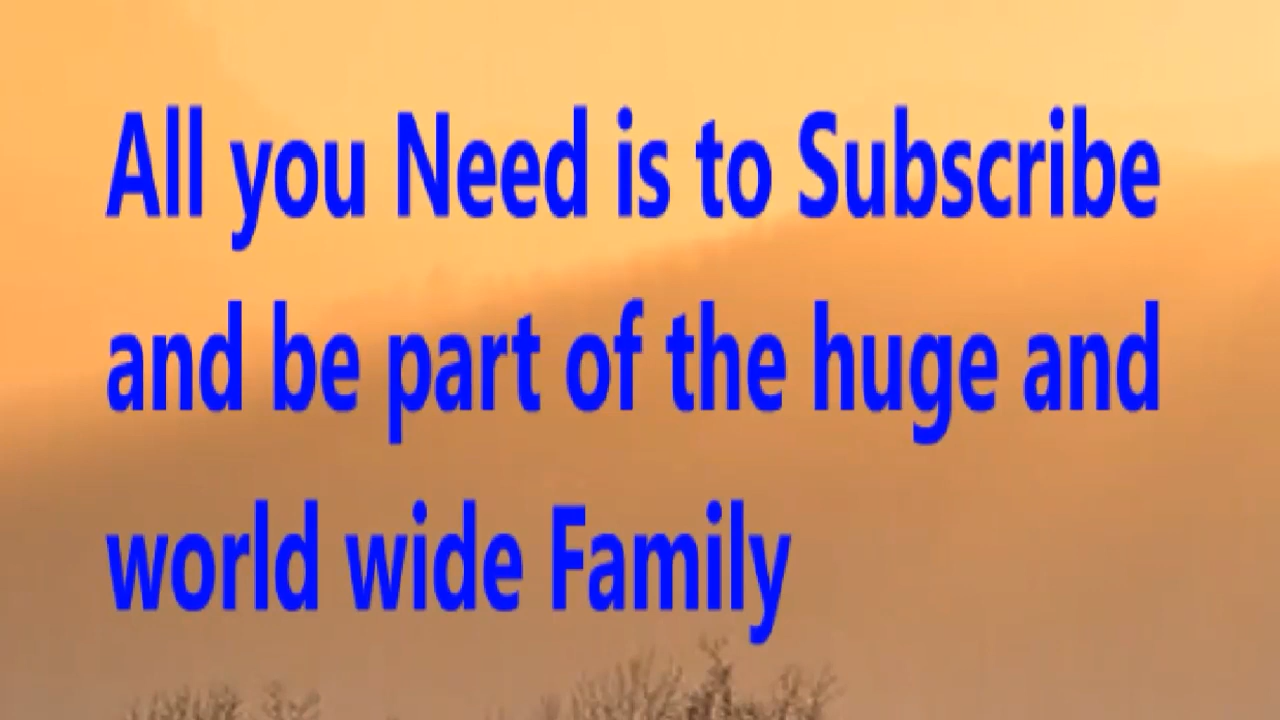 All you Need is to Subscribe
and be part of the huge and
world wide Family